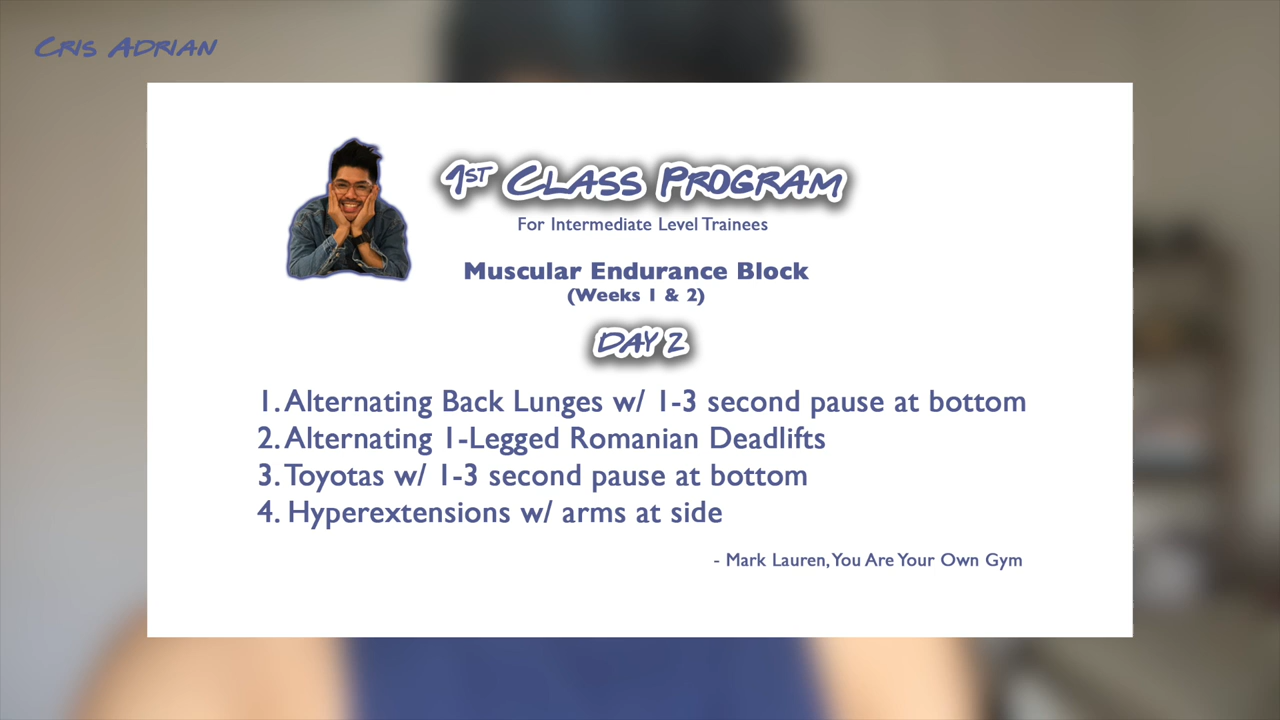 Cris Adrian
1st Class Program
For Intermediate Level Trainees
Muscular Endurance Block
(Weeks 1 & 2)
Day 2
1. Alternating Back Lunges w/ 1-3 second pause at bottom
2. Alternating 1-Legged Romanian Deadlifts
3. Toyotas w/ 1-3 second pause at bottom
4. Hyperextensions w/ arms at side
- Mark Lauren, You Are Your Own Gym